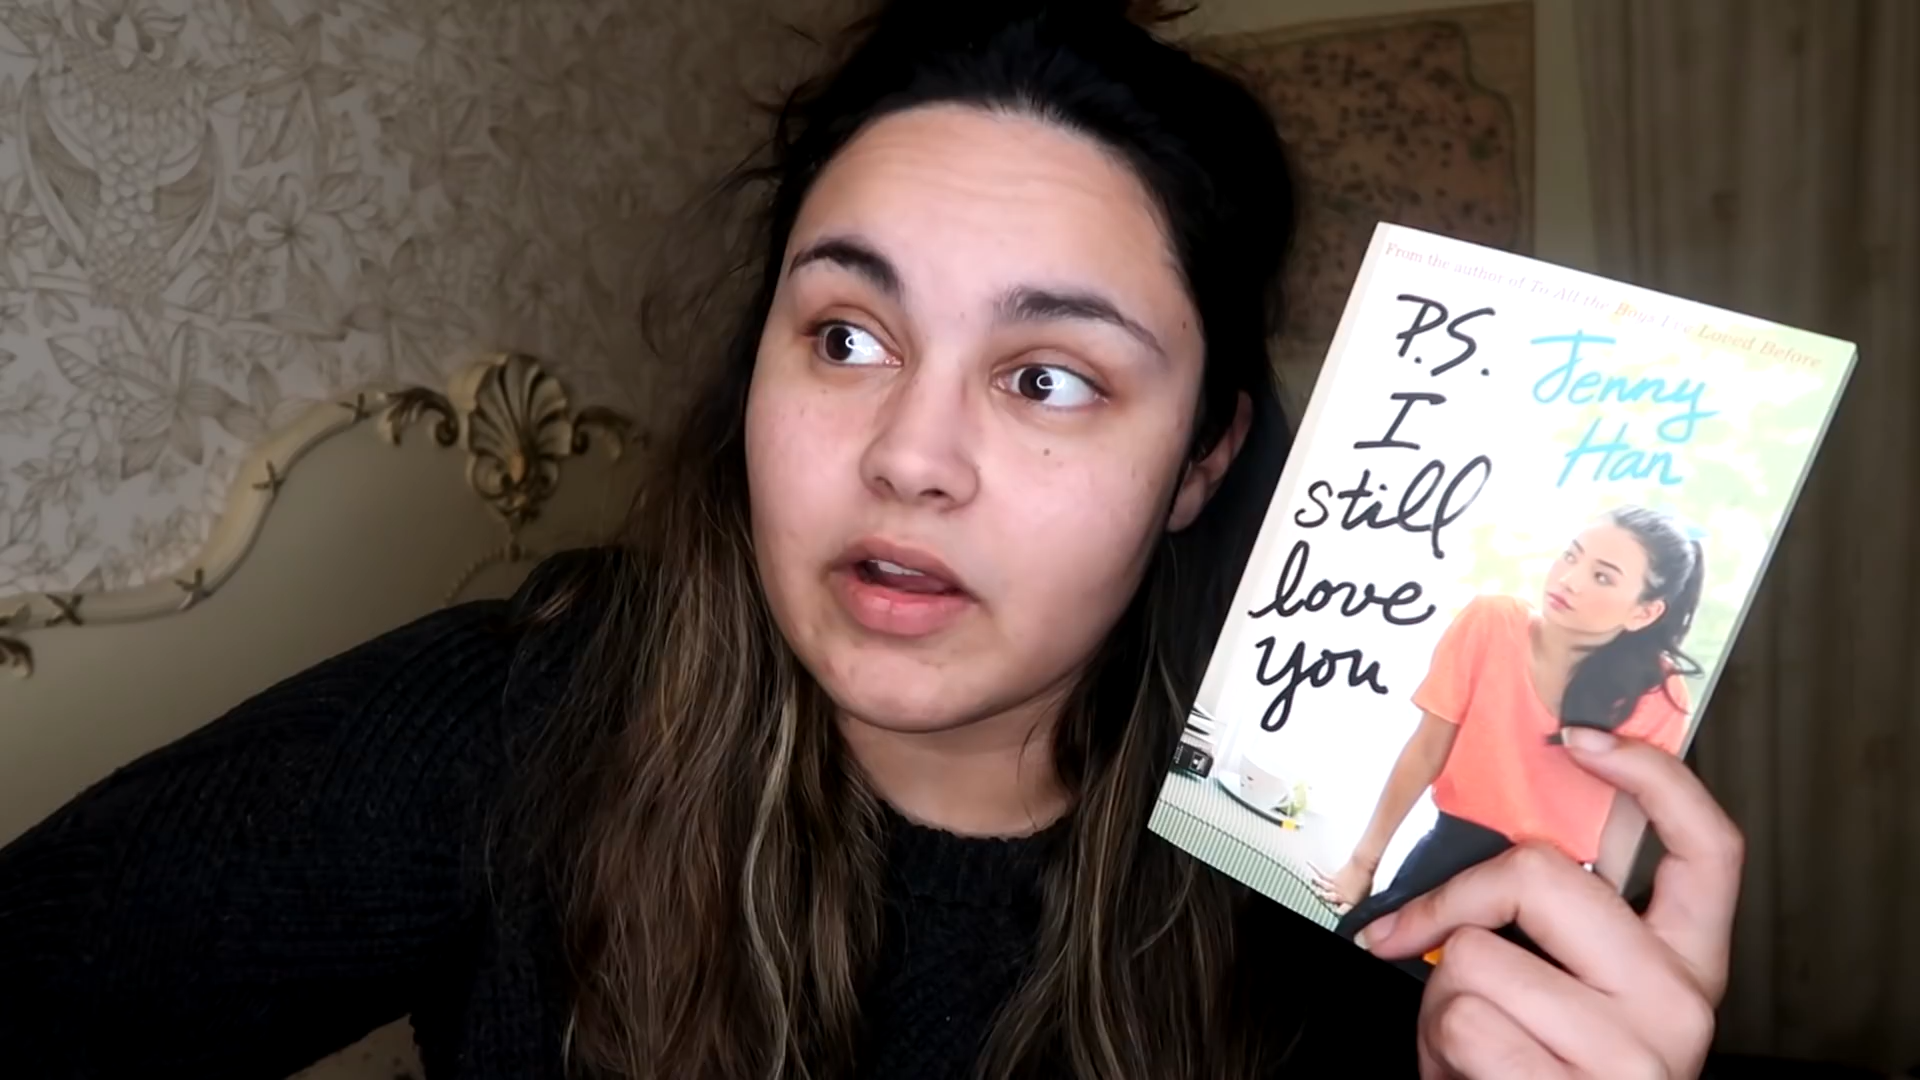 From the author of To All the Boys I've Loved Before
P.S.
I
still
love
you
Jenny
Han